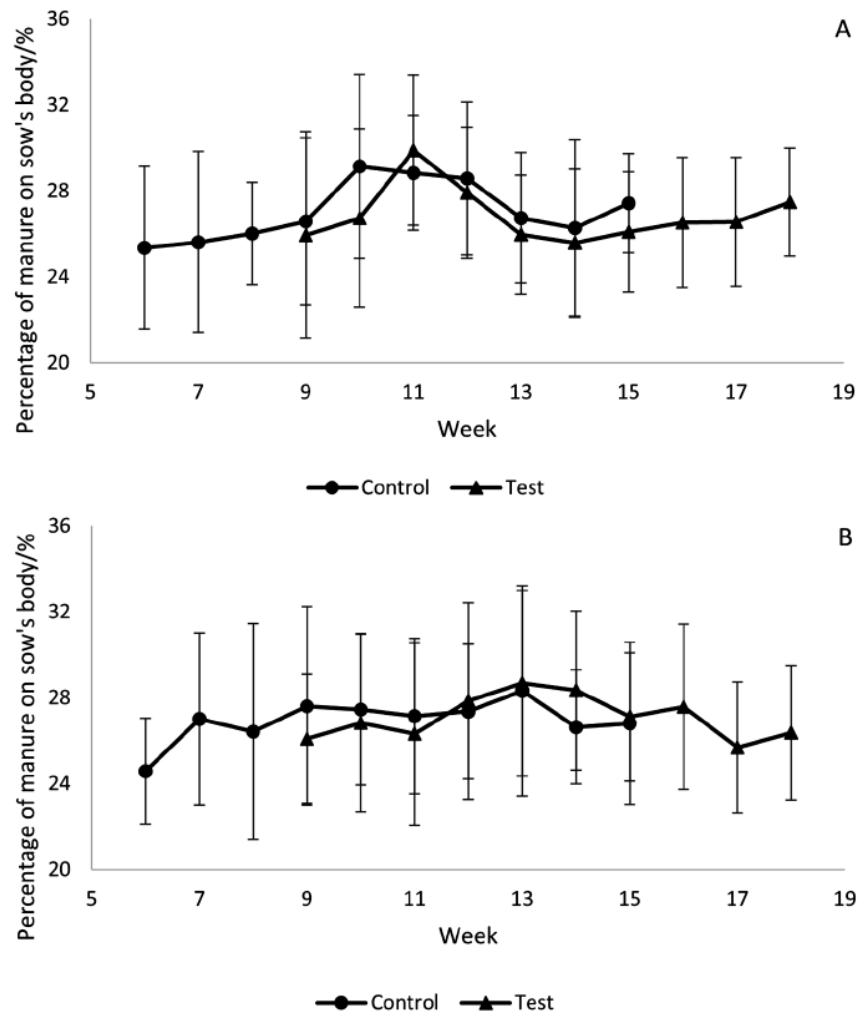 A
36
32
28
24
20
Percentage of manure on sow's body/%
5 7 9 11 13 15 17 19
Week
Control Test
B
36
32
28
24
20
Percentage of manure on sow's body/%
5 7 9 11 13 15 17 19
Week
Control Test